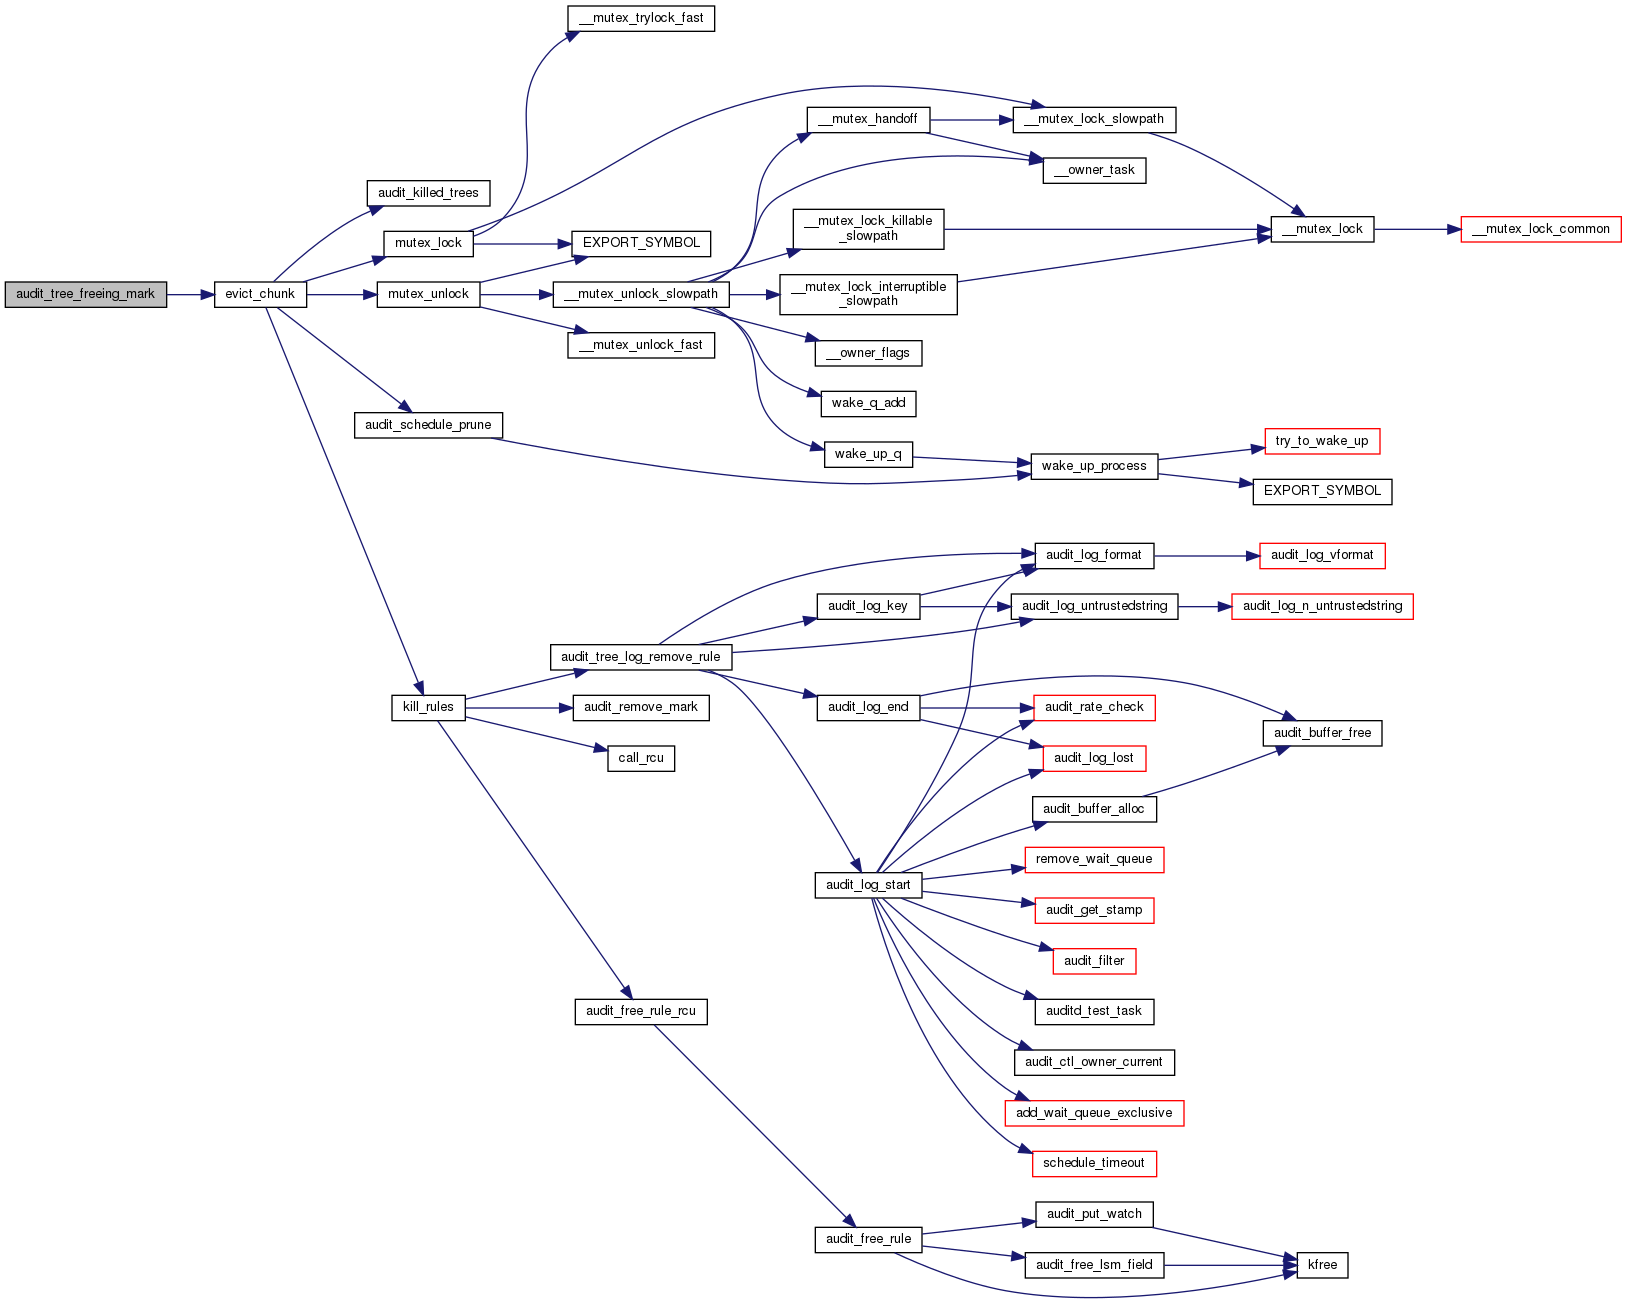 __mutex_trylock_fast
__mutex_handoff
__mutex_lock_slowpath
__owner_task
audit_killed_trees
__mutex_lock_killable
_slowpath
mutex_lock
EXPORT_SYMBOL
__mutex_lock
__mutex_lock_common
audit_tree_freeing_mark
evict_chunk
mutex_unlock
__mutex_unlock_slowpath
__mutex_lock_interruptible
_slowpath
__mutex_unlock_fast
__owner_flags
wake_q_add
audit_schedule_prune
wake_up_q
wake_up_process
try_to_wake_up
EXPORT_SYMBOL
audit_log_format
audit_log_vformat
audit_log_key
audit_log_untrustedstring
audit_log_n_untrustedstring
audit_tree_log_remove_rule
kill_rules
audit_remove_mark
audit_log_end
audit_rate_check
audit_buffer_free
call_rcu
audit_log_lost
audit_buffer_alloc
remove_wait_queue
audit_log_start
audit_get_stamp
audit_filter
audit_free_rule_rcu
auditd_test_task
audit_ctl_owner_current
add_wait_queue_exclusive
schedule_timeout
audit_put_watch
audit_free_rule
audit_free_lsm_field
kfree